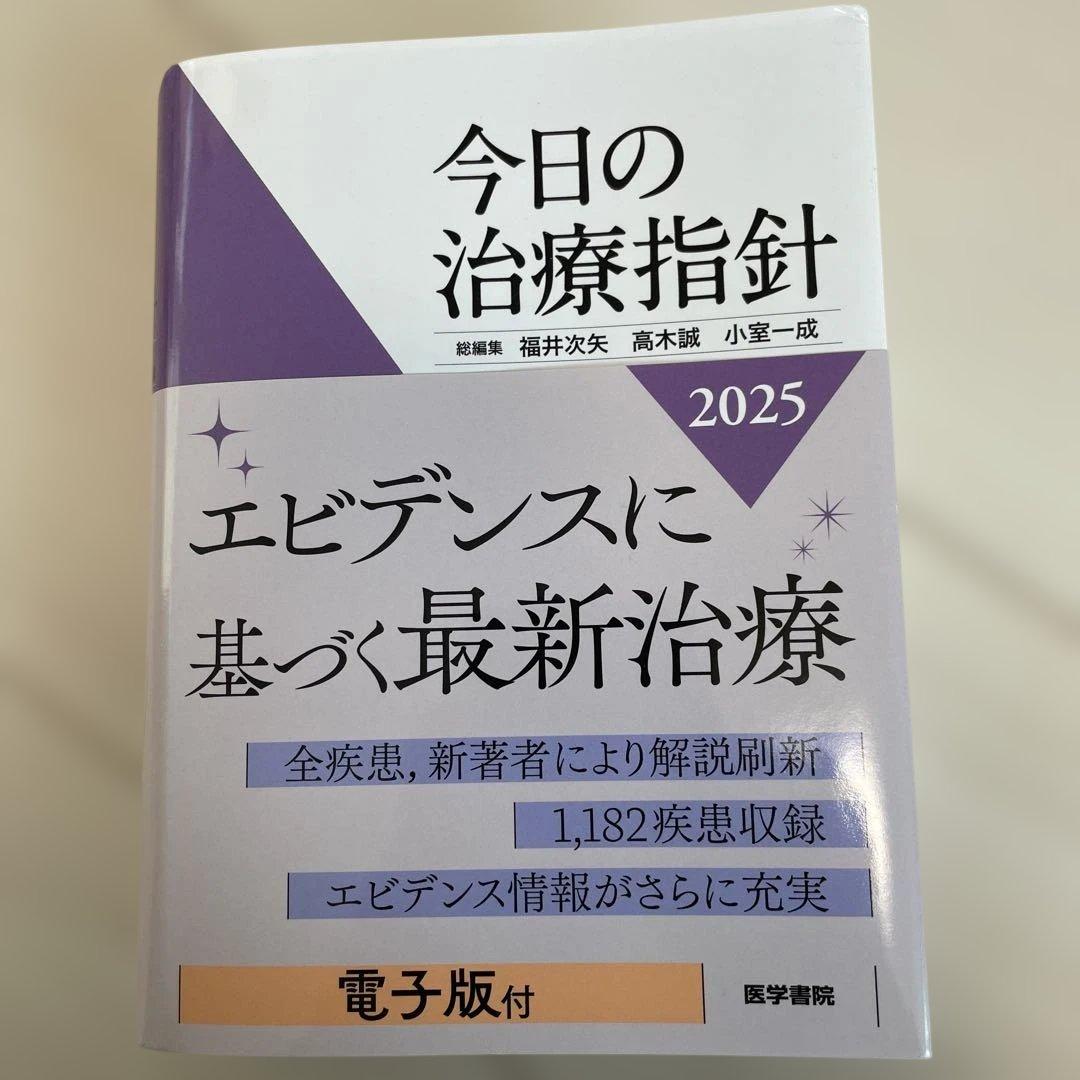 今日の
治療指針
総編集 福井次矢 高木誠 小室一成
2025
エビデンスに
基づく最新治療
全疾患，新著者により解説刷新
1,182疾患収録
エビデンス情報がさらに充実
電子版付
医学書院